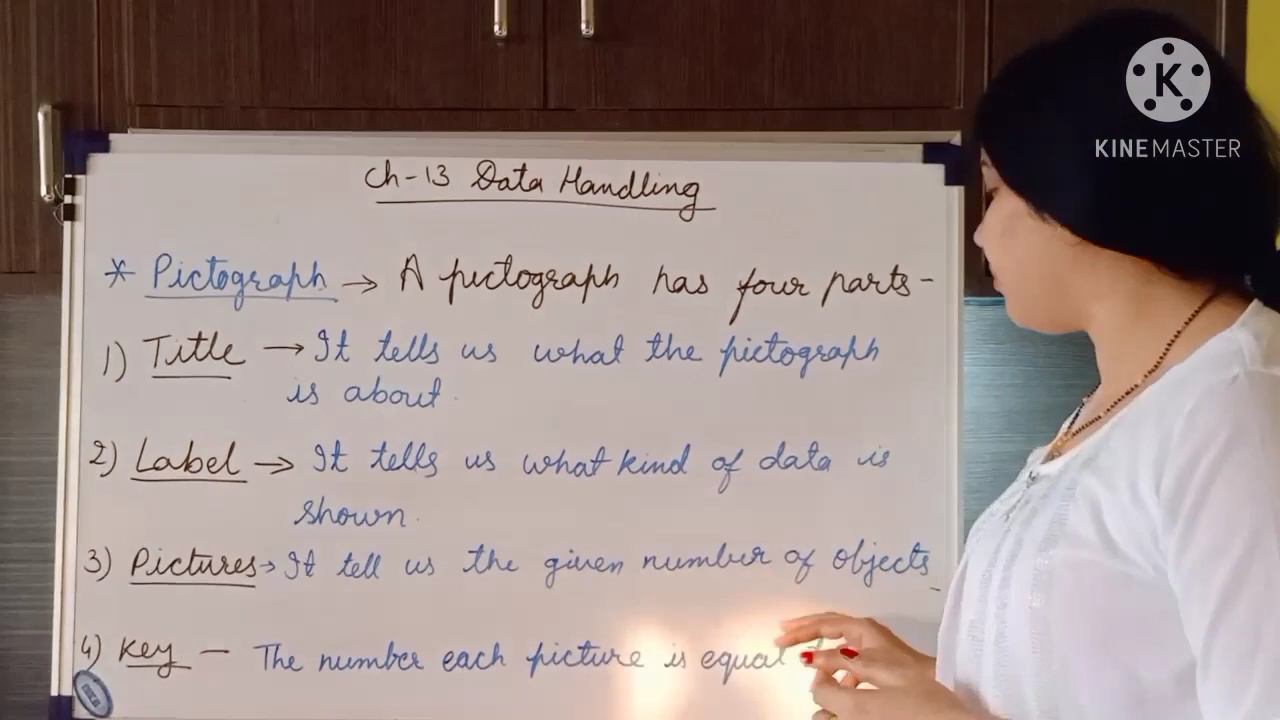 Ch-13 Data Handling
* Pictograph → A pictograph has four parts-
1) Title → It tells us what the pictograph
is about.
2) Label → It tells us what kind of data is
shown.
3) Pictures → It tell us the given number of objects
4) Key - The number each picture is equal
K
KINEMASTER